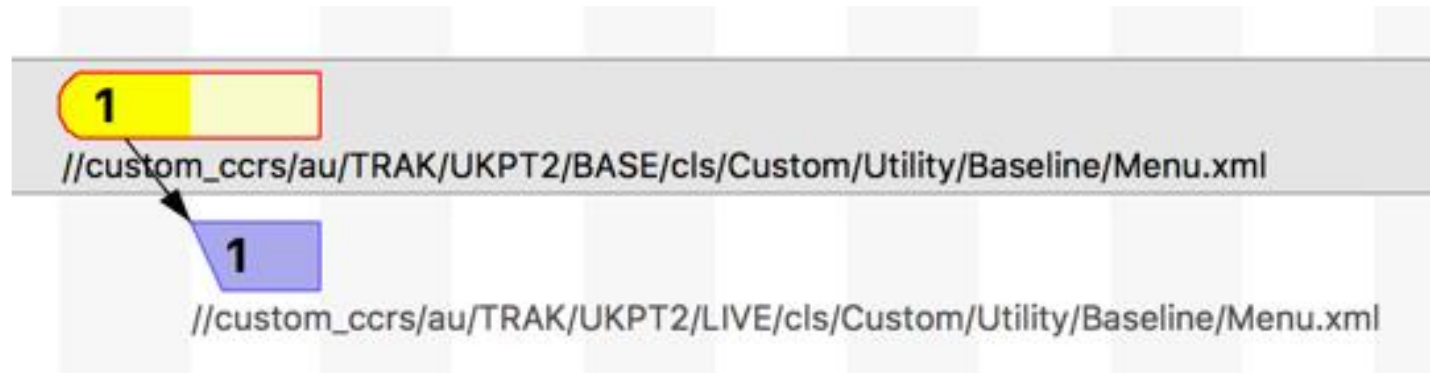 1
//custom_ccrs/au/TRAK/UKPT2/BASE/cls/Custom/Utility/Baseline/Menu.xml
1
//custom_ccrs/au/TRAK/UKPT2/LIVE/cls/Custom/Utility/Baseline/Menu.xml